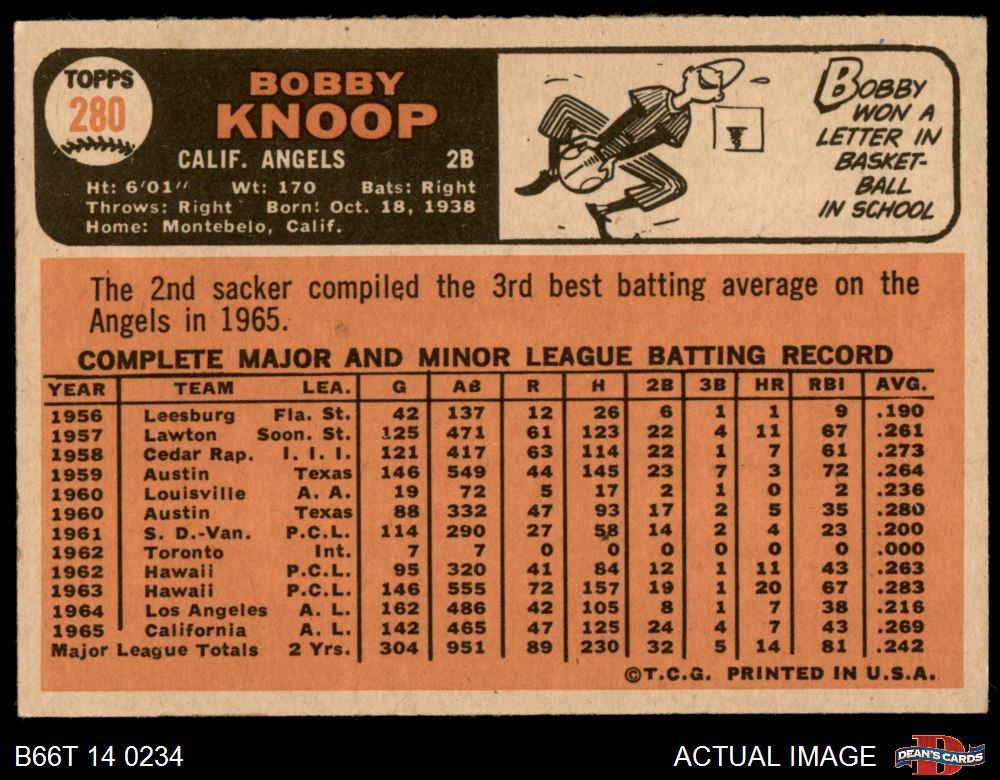 TOPPS
280
BOBBY
KNOOP
CALIF. ANGELS 2B
Ht: 6'01" Wt: 170 Bats: Right
Throws: Right Born: Oct. 18, 1938
Home: Montebelo, Calif.
BOBBY
WON A
LETTER IN
BASKET-
BALL
IN SCHOOL
The 2nd sacker compiled the 3rd best batting average on the
Angels in 1965.
COMPLETE MAJOR AND MINOR LEAGUE BATTING RECORD
YEAR TEAM LEA. G AB R H 2B 3B HR RBI AVG.
1956 Leesburg Fla. St. 42 137 12 26 6 1 1 9 .190
1957 Lawton Soon. St. 125 471 61 123 22 4 11 67 .261
1958 Cedar Rap. I. I. I. 121 417 63 114 22 1 7 61 .273
1959 Austin Texas 146 549 44 145 23 7 3 72 .264
1960 Louisville A. A. 19 72 5 17 2 1 0 2 .236
1960 Austin Texas 88 332 47 93 17 2 5 35 .280
1961 S. D.-Van. P.C.L. 114 290 27 58 14 2 4 23 .200
1962 Toronto Int. 7 7 0 0 0 0 0 0 .000
1962 Hawaii P.C.L. 95 320 41 84 12 1 11 43 .263
1963 Hawaii P.C.L. 146 555 72 157 19 1 20 67 .283
1964 Los Angeles A. L. 162 486 42 105 8 1 7 38 .216
1965 California A. L. 142 465 47 125 24 4 7 43 .269
Major League Totals 2 Yrs. 304 951 89 230 32 5 14 81 .242
©T.C.G. PRINTED IN U.S.A.
B66T 14 0234 ACTUAL IMAGE DEAN'S CARDS